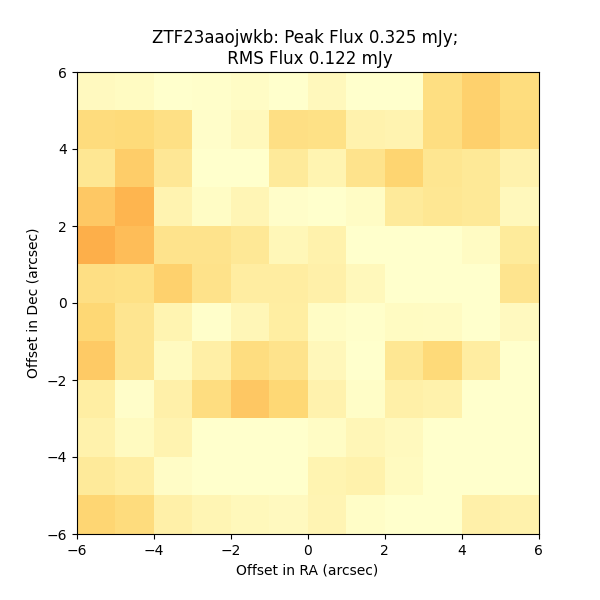 ZTF23aaojwkb: Peak Flux 0.325 mJy;
RMS Flux 0.122 mJy
6
4
2
0
−2
−4
−6
Offset in Dec (arcsec)
−6 −4 −2 0 2 4 6
Offset in RA (arcsec)